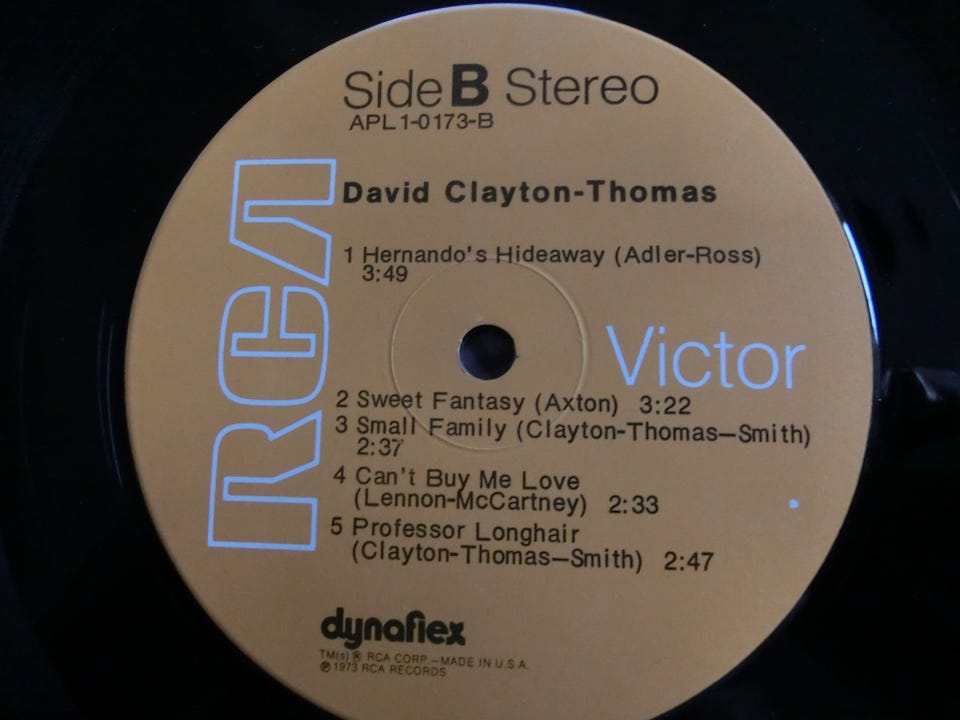 Side B Stereo
APL1-0173-B
David Clayton-Thomas
1 Hernando's Hideaway (Adler-Ross)
3:49
RCA
Victor
2 Sweet Fantasy (Axton) 3:22
3 Small Family (Clayton-Thomas—Smith)
2:37
4 Can't Buy Me Love
(Lennon-McCartney) 2:33
5 Professor Longhair
(Clayton-Thomas—Smith) 2:47
dynaflex
TM(s) ® RCA CORP.—MADE IN U.S.A.
℗ 1973 RCA RECORDS